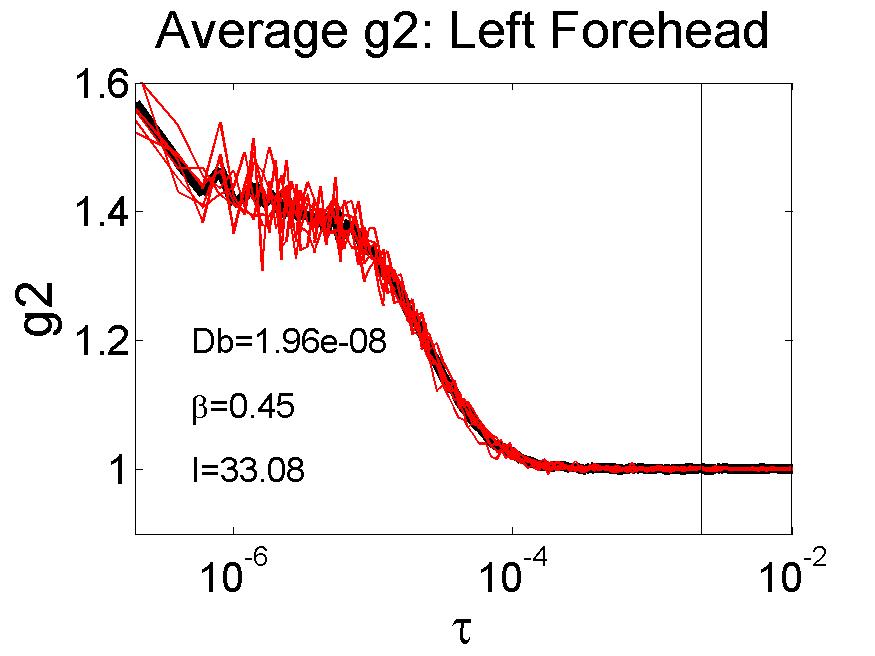 Average g2: Left Forehead
1.6
1.4
1.2
1
g2
Db=1.96e-08
β=0.45
I=33.08
10^-6
10^-4
10^-2
τ